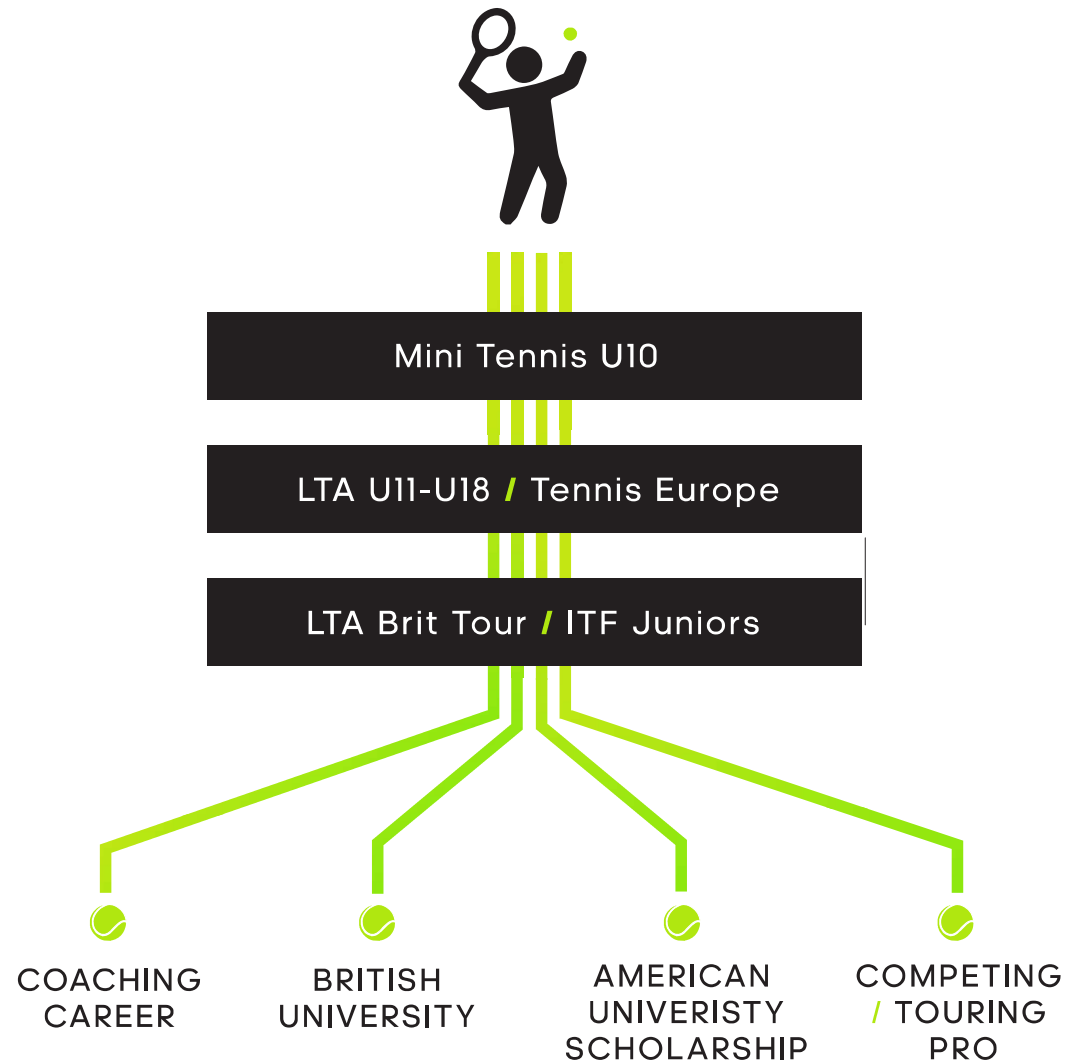 Mini Tennis U10
LTA U11-U18 / Tennis Europe
LTA Brit Tour / ITF Juniors
COACHING
CAREER
BRITISH
UNIVERSITY
AMERICAN
UNIVERISTY
SCHOLARSHIP
COMPETING
/ TOURING
PRO